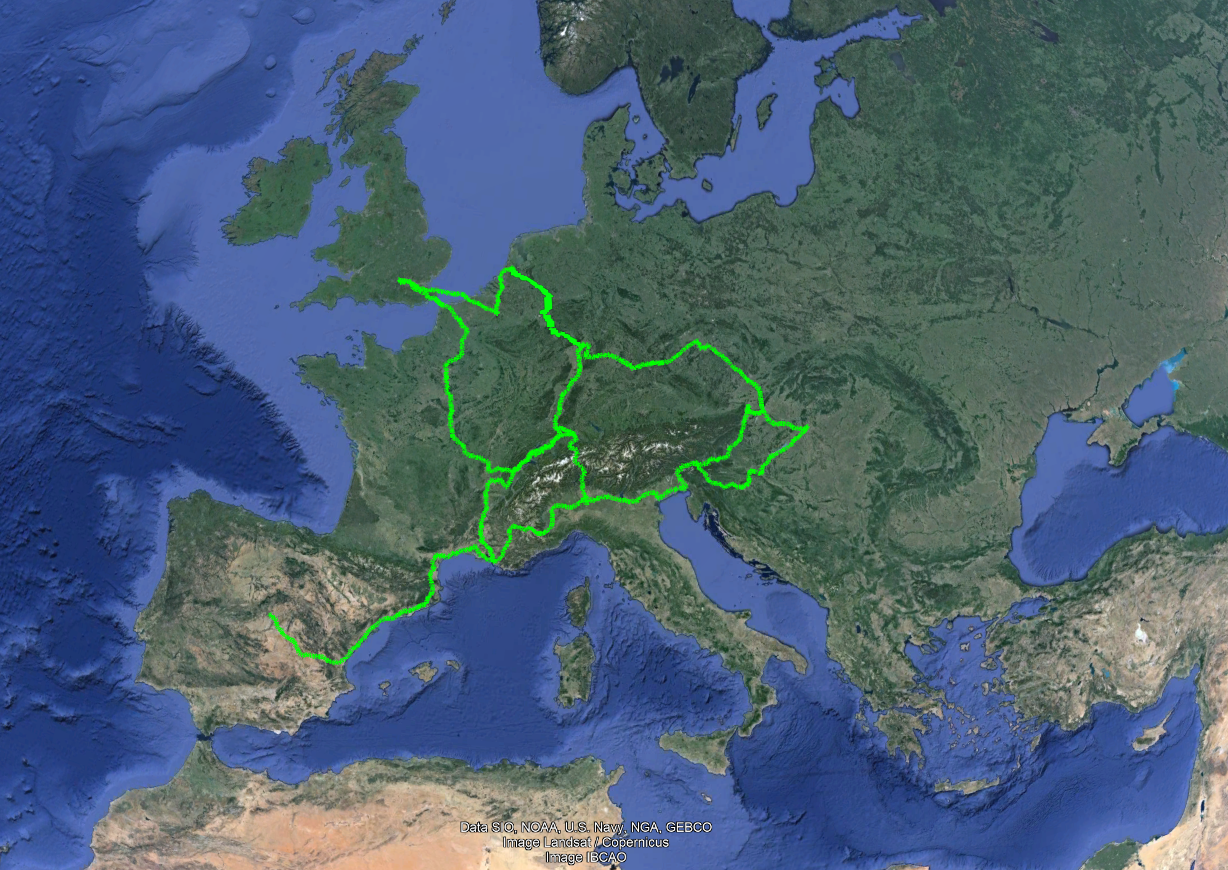 Data SIO, NOAA, U.S. Navy, NGA, GEBCO
Image Landsat / Copernicus
Image IBCAO